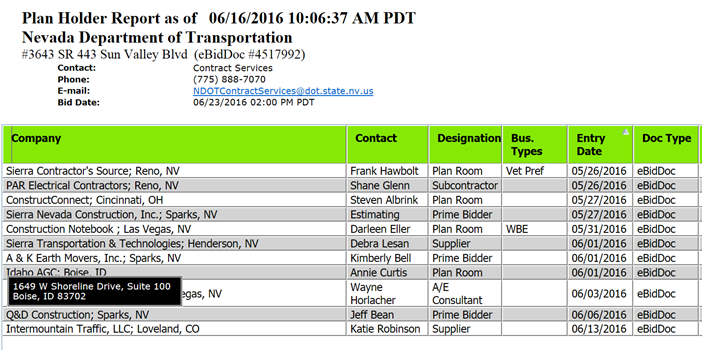 Plan Holder Report as of 06/16/2016 10:06:37 AM PDT
Nevada Department of Transportation
#3643 SR 443 Sun Valley Blvd (eBidDoc #4517992)
Contact: Contract Services
Phone: (775) 888-7070
E-mail: NDOTContractServices@dot.state.nv.us
Bid Date: 06/23/2016 02:00 PM PDT
Company Contact Designation Bus. Types Entry Date Doc Type
Sierra Contractor's Source; Reno, NV Frank Hawbolt Plan Room Vet Pref 05/26/2016 eBidDoc
PAR Electrical Contractors; Reno, NV Shane Glenn Subcontractor 05/26/2016 eBidDoc
ConstructConnect; Cincinnati, OH Steven Albrink Plan Room 05/27/2016 eBidDoc
Sierra Nevada Construction, Inc.; Sparks, NV Estimating Prime Bidder 05/27/2016 eBidDoc
Construction Notebook ; Las Vegas, NV Darleen Eller Plan Room WBE 05/31/2016 eBidDoc
Sierra Transportation & Technologies; Henderson, NV Debra Lesan Supplier 06/01/2016 eBidDoc
A & K Earth Movers, Inc.; Sparks, NV Kimberly Bell Prime Bidder 06/01/2016 eBidDoc
Idaho AGC; Boise, ID Annie Curtis Plan Room 06/01/2016 eBidDoc
1649 W Shoreline Drive, Suite 100
Boise, ID 83702
egas, NV Wayne Horlacher A/E Consultant 06/03/2016 eBidDoc
Q&D Construction; Sparks, NV Jeff Bean Prime Bidder 06/06/2016 eBidDoc
Intermountain Traffic, LLC; Loveland, CO Katie Robinson Supplier 06/13/2016 eBidDoc